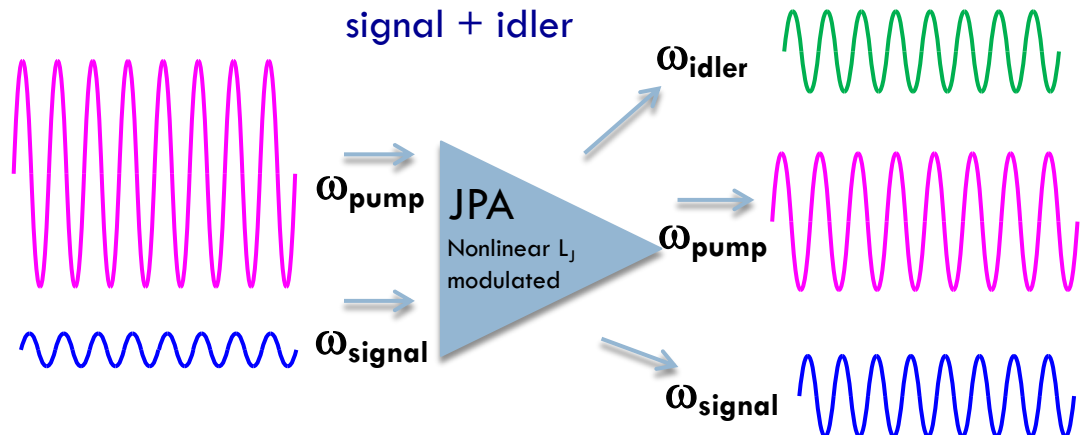 signal + idler
ωidler
ωpump
JPA
Nonlinear LJ
modulated
ωpump
ωsignal
ωsignal